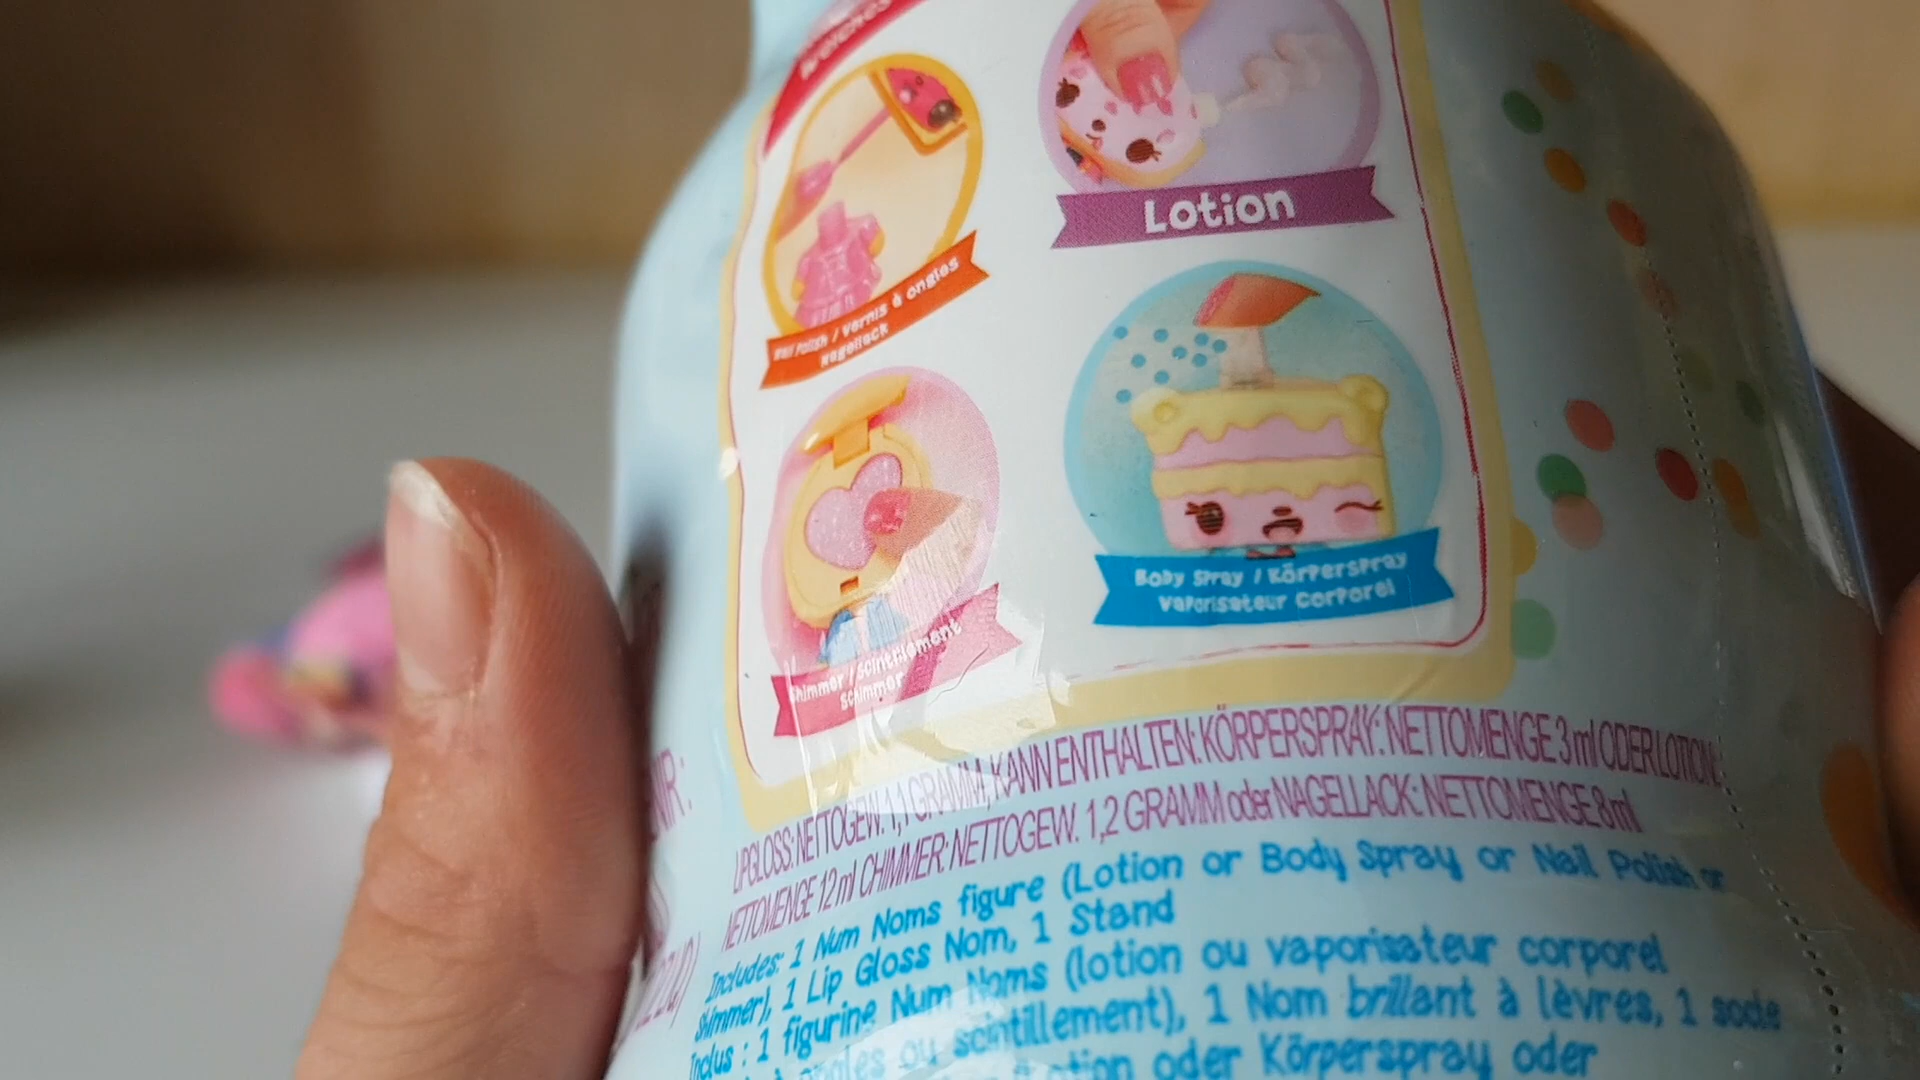 Lotion
Nail Polish / Vernis à ongles
Nagellack
Body Spray / Körperspray
Vaporisateur Corporel
Shimmer / Scintillement
Schimmer
LIPGLOSS: NETTOGEW. 1,1 GRAMM, KANN ENTHALTEN: KÖRPERSPRAY: NETTOMENGE 3 ml ODER LOTION:
NETTOMENGE 12 ml CHIMMER: NETTOGEW. 1,2 GRAMM oder NAGELLACK: NETTOMENGE 8 ml
Includes: 1 Num Noms figure (Lotion or Body Spray or Nail Polish or
Shimmer), 1 Lip Gloss Nom, 1 Stand
Inclus : 1 figurine Num Noms (lotion ou vaporisateur corporel
à ongles ou scintillement), 1 Nom brillant à lèvres, 1 socle
oder Körperspray oder